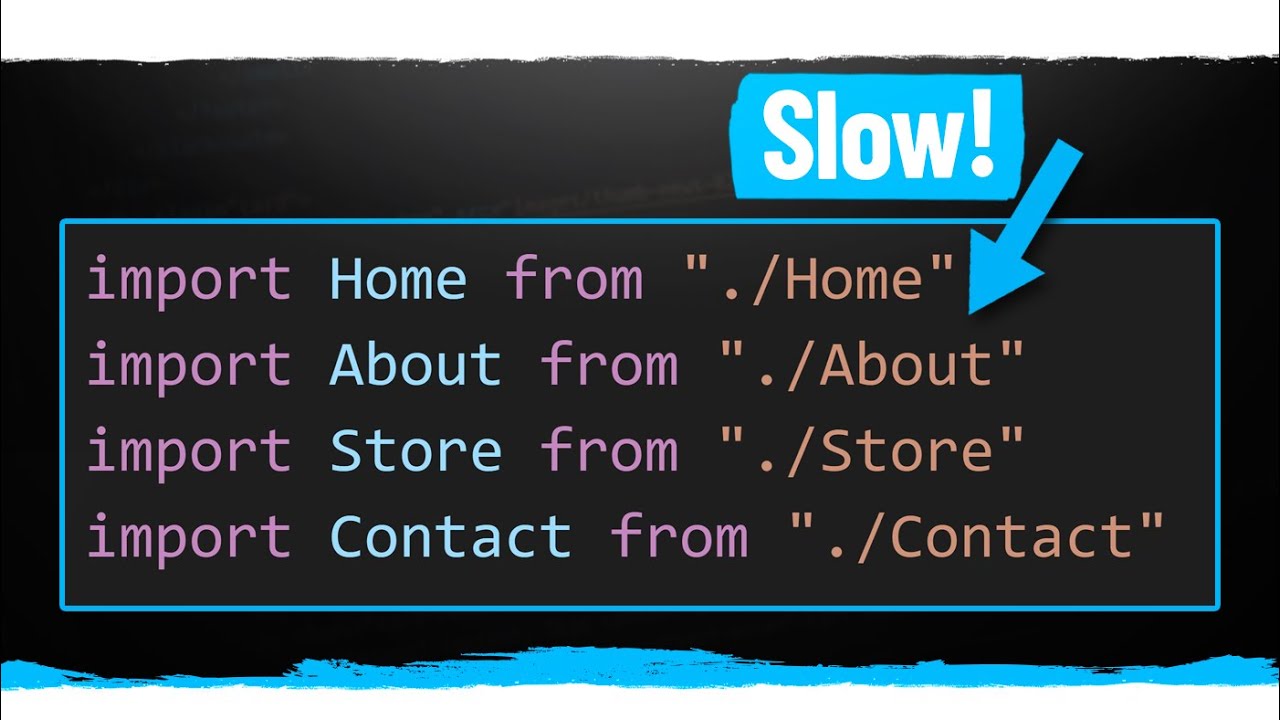 Slow!
import Home from "./Home"
import About from "./About"
import Store from "./Store"
import Contact from "./Contact"